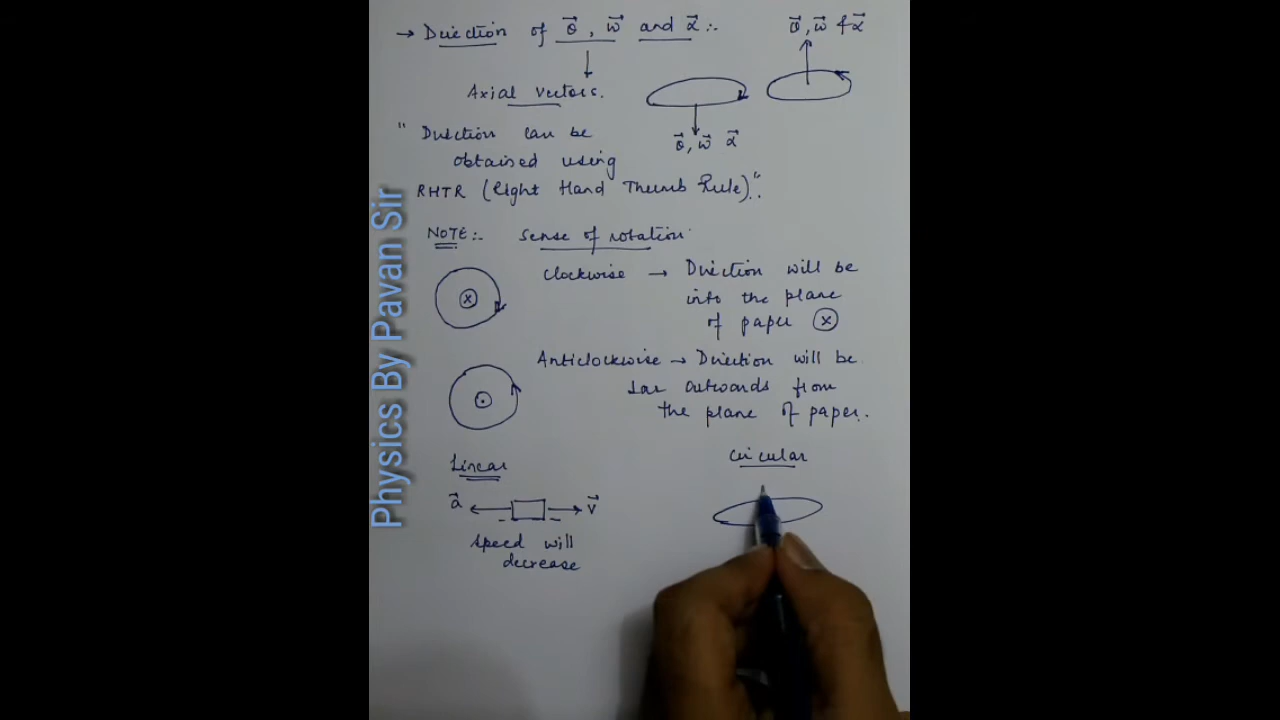 → Direction of θ⃗, ω⃗ and α⃗ :.
θ⃗, ω⃗ & α⃗
Axial vectors.
θ⃗, ω⃗ α⃗
" Direction can be
obtained using
RHTR (Right Hand Thumb Rule)."
NOTE:- Sense of rotation.
Clockwise → Direction will be
into the plane
of paper ⊗
x
Anticlockwise → Direction will be
outwards from
the plane of paper.
Linear
Circular
a⃗
v⃗
Speed will
decrease
Physics By Pavan Sir